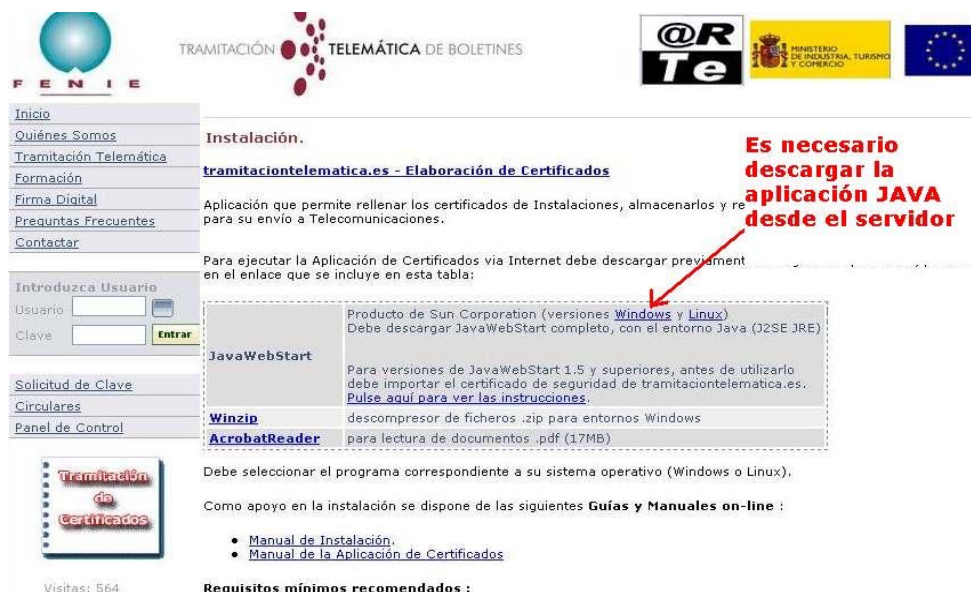 FENIE
TRAMITACIÓN TELEMÁTICA DE BOLETINES
@R
Te
MINISTERIO
DE INDUSTRIA, TURISMO
Y COMERCIO
Inicio
Quiénes Somos
Tramitación Telemática
Formación
Firma Digital
Preguntas Frecuentes
Contactar
Introduzca Usuario
Usuario
Clave
Entrar
Solicitud de Clave
Circulares
Panel de Control
Tramitación
de
Certificados
Visitas: 564
Instalación.
tramitaciontelematica.es - Elaboración de Certificados
Es necesario
descargar la
aplicación JAVA
desde el servidor
Aplicación que permite rellenar los certificados de Instalaciones, almacenarlos y re
para su envío a Telecomunicaciones.
Para ejecutar la Aplicación de Certificados via Internet debe descargar previament
en el enlace que se incluye en esta tabla:
JavaWebStart
Producto de Sun Corporation (versiones Windows y Linux)
Debe descargar JavaWebStart completo, con el entorno Java (J2SE JRE)
Para versiones de JavaWebStart 1.5 y superiores, antes de utilizarlo
debe importar el certificado de seguridad de tramitaciontelematica.es.
Pulse aquí para ver las instrucciones.
Winzip descompresor de ficheros .zip para entornos Windows
AcrobatReader para lectura de documentos .pdf (17MB)
Debe seleccionar el programa correspondiente a su sistema operativo (Windows o Linux).
Como apoyo en la instalación se dispone de las siguientes Guías y Manuales on-line :
Manual de Instalación.
Manual de la Aplicación de Certificados
Requisitos mínimos recomendados :